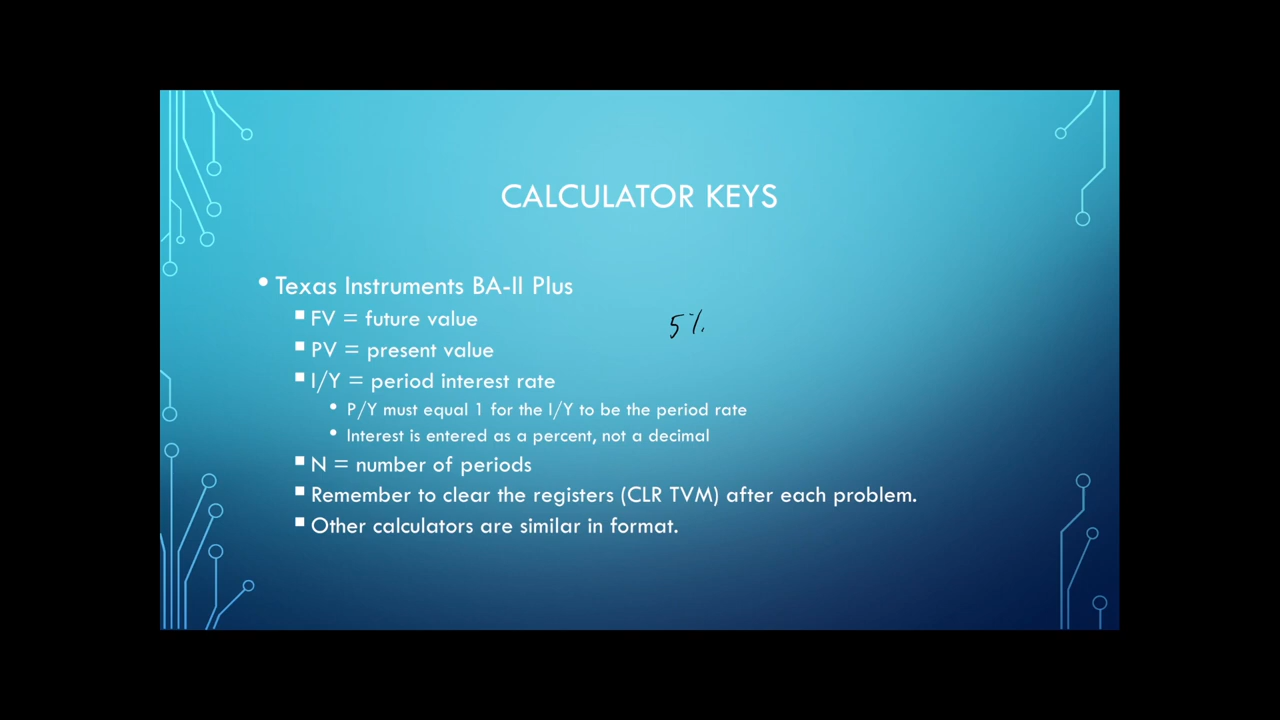 CALCULATOR KEYS
• Texas Instruments BA-II Plus
▪ FV = future value
5%
▪ PV = present value
▪ I/Y = period interest rate
• P/Y must equal 1 for the I/Y to be the period rate
• Interest is entered as a percent, not a decimal
▪ N = number of periods
▪ Remember to clear the registers (CLR TVM) after each problem.
▪ Other calculators are similar in format.